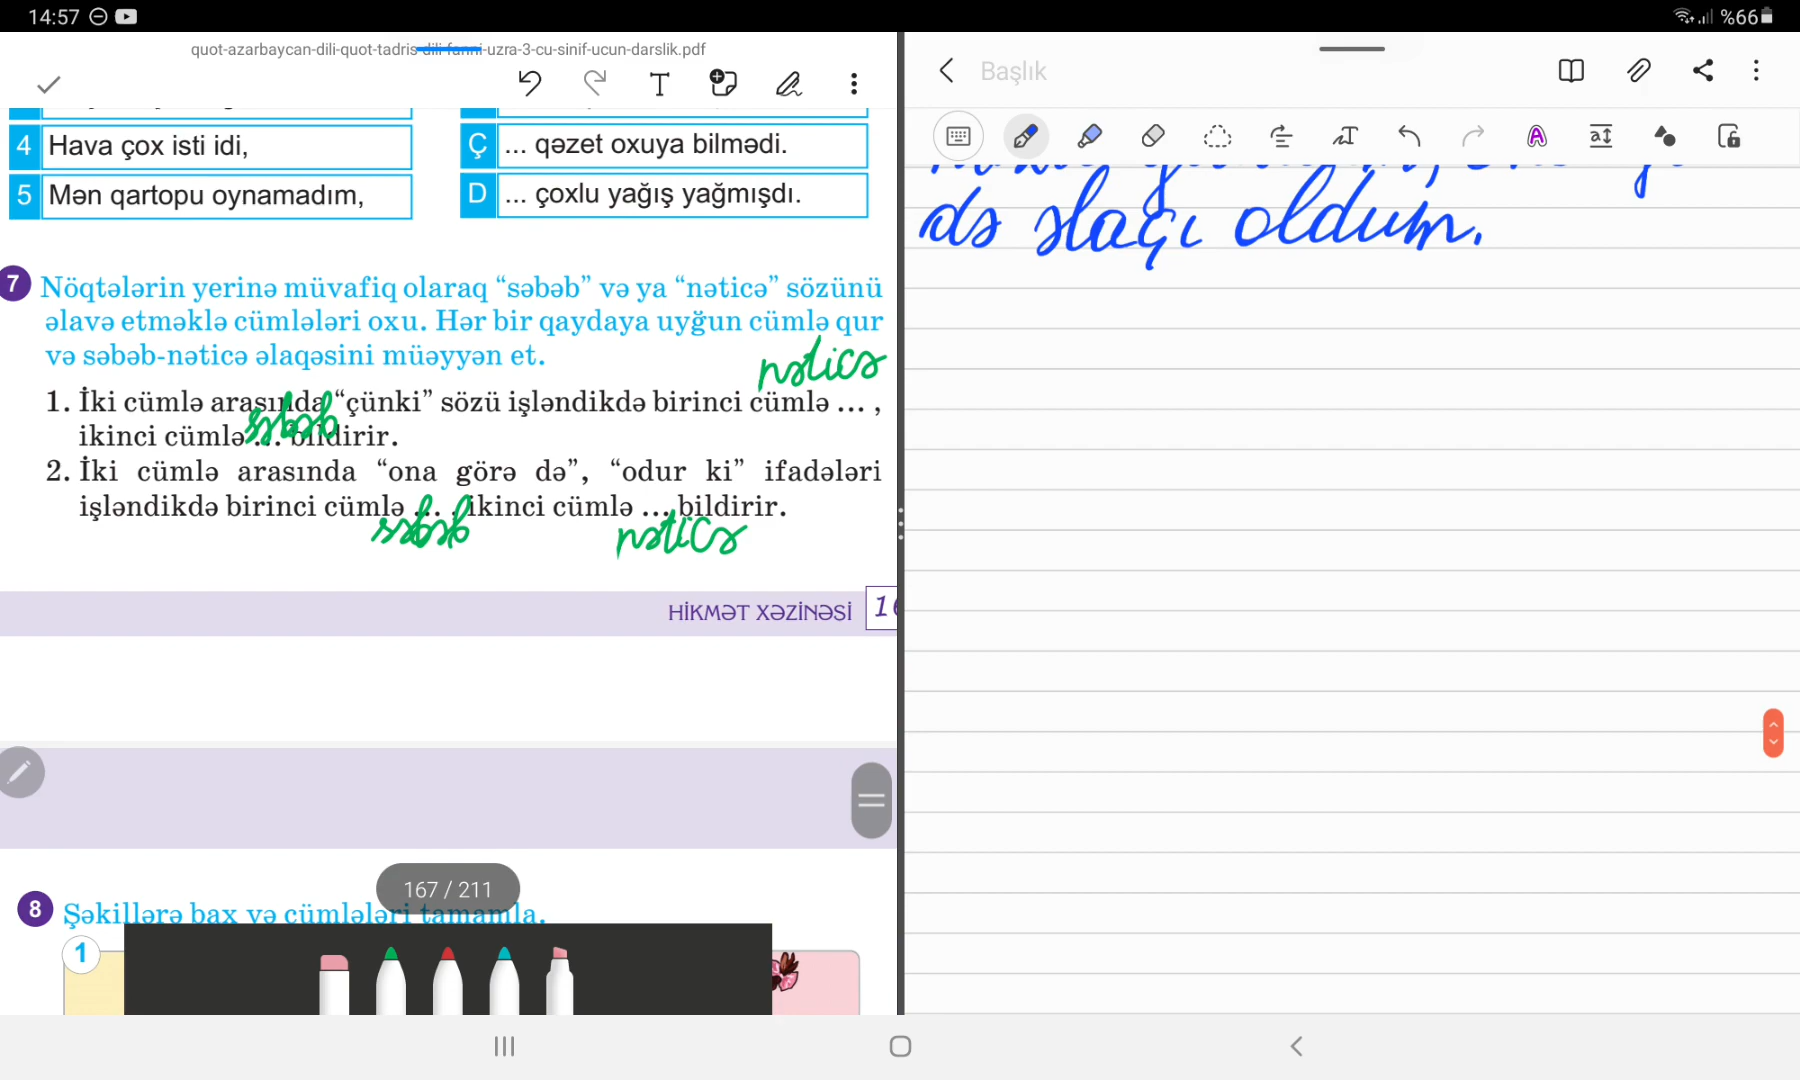 14:57
%66
quot-azarbaycan-dili-quot-tadris-dili-fanni-uzra-3-cu-sinif-ucun-darslik.pdf
4 Hava çox isti idi,
Ç ... qəzet oxuya bilmədi.
5 Mən qartopu oynamadım,
D ... çoxlu yağış yağmışdı.
7 Nöqtələrin yerinə müvafiq olaraq “səbəb” və ya “nəticə” sözünü
əlavə etməklə cümlələri oxu. Hər bir qaydaya uyğun cümlə qur
və səbəb-nəticə əlaqəsini müəyyən et.
nəticə
1. İki cümlə arasında “çünki” sözü işləndikdə birinci cümlə ... ,
səbəb
ikinci cümlə ... bildirir.
2. İki cümlə arasında “ona görə də”, “odur ki” ifadələri
işləndikdə birinci cümlə ... , ikinci cümlə ... bildirir.
səbəb nəticə
HİKMƏT XƏZİNƏSİ
167 / 211
8 Şəkillərə bax və cümlələri tamamla.
1
Başlık
də əlaçı oldum.